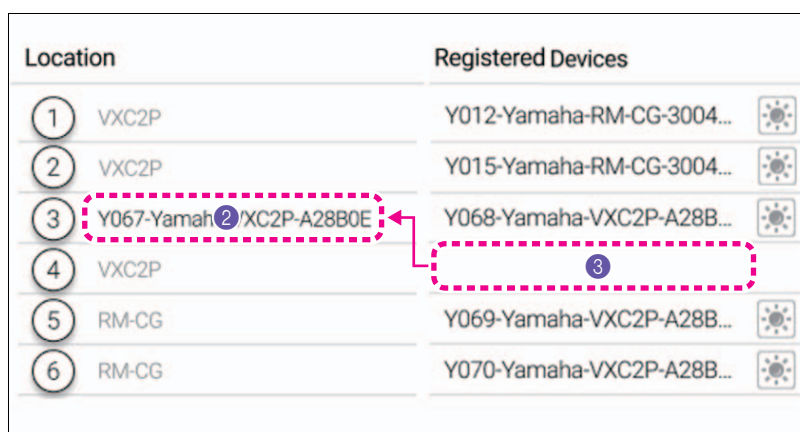 Location Registered Devices
1 VXC2P Y012-Yamaha-RM-CG-3004...
2 VXC2P Y015-Yamaha-RM-CG-3004...
3 Y067-Yamah 2 VXC2P-A28B0E Y068-Yamaha-VXC2P-A28B...
4 VXC2P 3
5 RM-CG Y069-Yamaha-VXC2P-A28B...
6 RM-CG Y070-Yamaha-VXC2P-A28B...